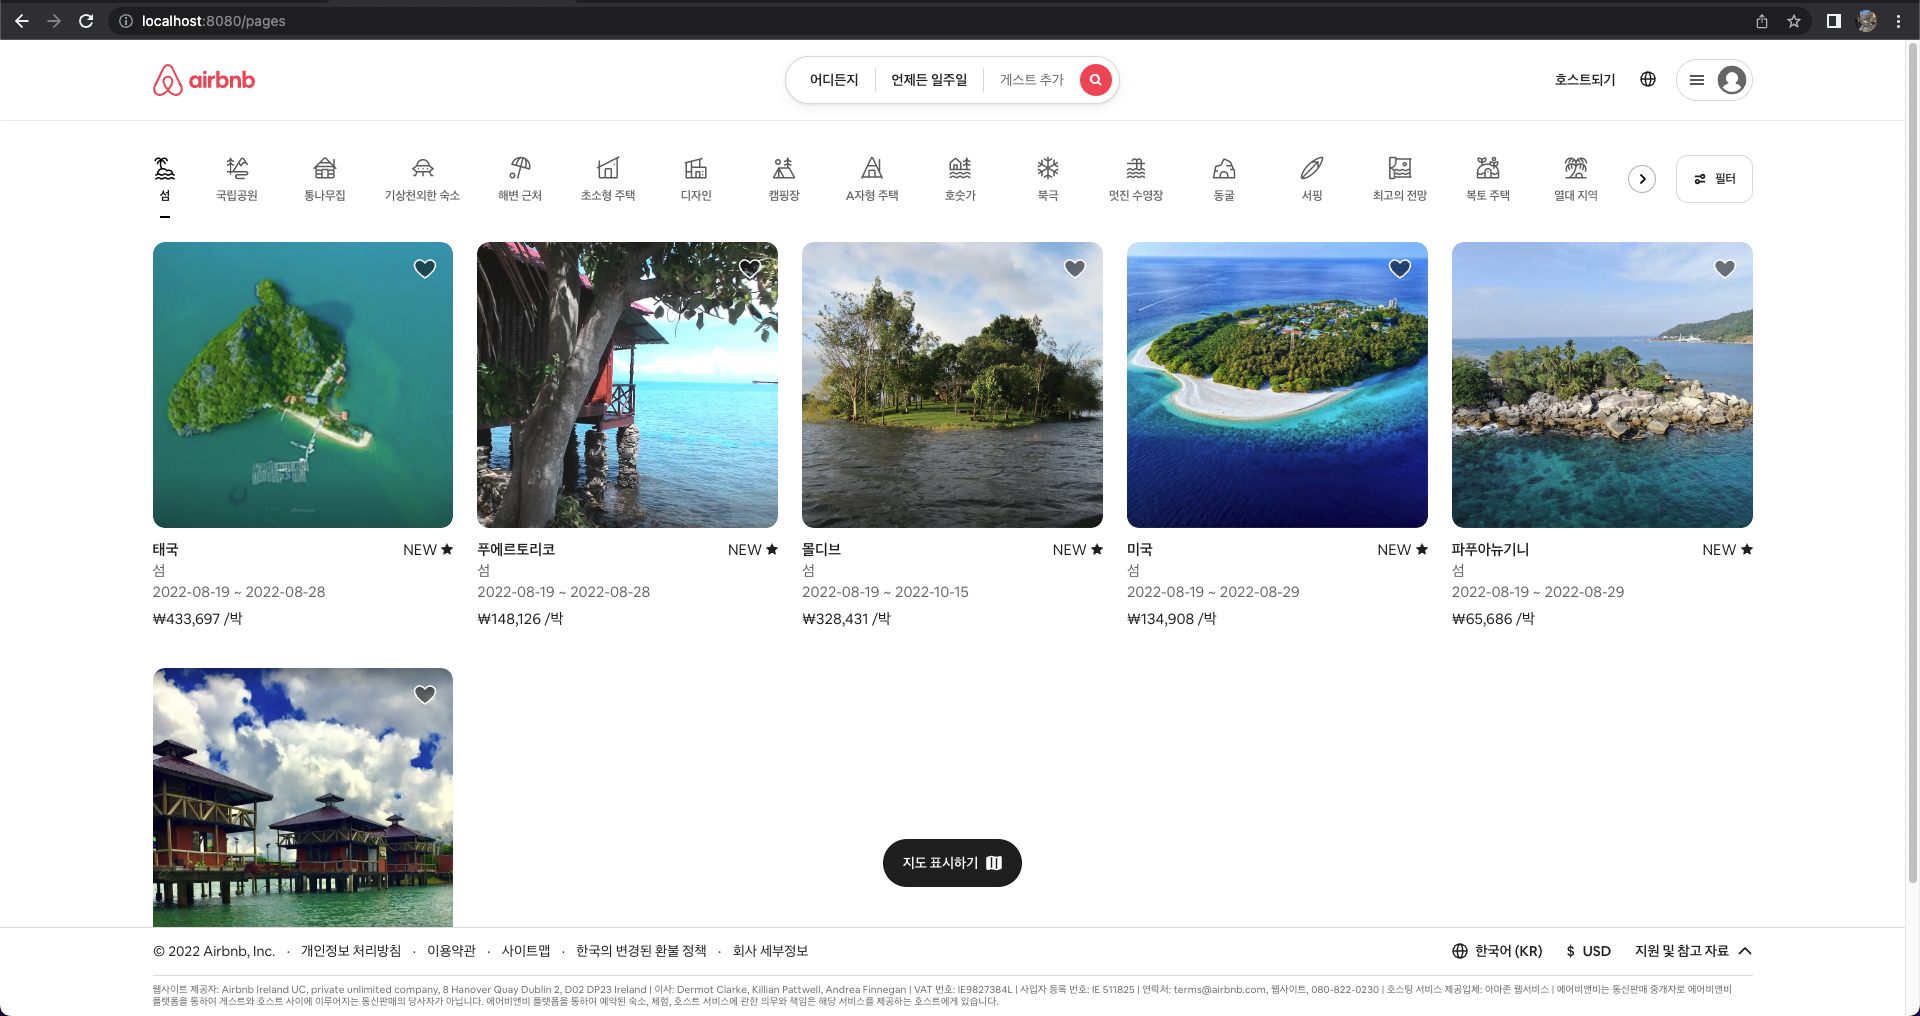 localhost:8080/pages
airbnb
어디든지 언제든 일주일 게스트 추가
호스트되기
섬 국립공원 통나무집 기상천외한 숙소 해변 근처 초소형 주택 디자인 캠핑장 A자형 주택 호숫가 북극 멋진 수영장 동굴 서핑 최고의 전망 복토 주택 열대 지역 필터
태국 NEW
섬
2022-08-19 ~ 2022-08-28
₩433,697 /박
푸에르토리코 NEW
섬
2022-08-19 ~ 2022-08-28
₩148,126 /박
몰디브 NEW
섬
2022-08-19 ~ 2022-10-15
₩328,431 /박
미국 NEW
섬
2022-08-19 ~ 2022-08-29
₩134,908 /박
파푸아뉴기니 NEW
섬
2022-08-19 ~ 2022-08-29
₩65,686 /박
지도 표시하기
© 2022 Airbnb, Inc. · 개인정보 처리방침 · 이용약관 · 사이트맵 · 한국의 변경된 환불 정책 · 회사 세부정보
한국어 (KR) $ USD 지원 및 참고 자료
웹사이트 제공자: Airbnb Ireland UC, private unlimited company, 8 Hanover Quay Dublin 2, D02 DP23 Ireland | 이사: Dermot Clarke, Killian Pattwell, Andrea Finnegan | VAT 번호: IE9827384L | 사업자 등록 번호: IE 511825 | 연락처: terms@airbnb.com, 웹사이트, 080-822-0230 | 호스팅 서비스 제공업체: 아마존 웹서비스 | 에어비앤비는 통신판매 중개자로 에어비앤비
플랫폼을 통하여 게스트와 호스트 사이에 이루어지는 통신판매의 당사자가 아닙니다. 에어비앤비 플랫폼을 통하여 예약된 숙소, 체험, 호스트 서비스에 관한 의무와 책임은 해당 서비스를 제공하는 호스트에게 있습니다.